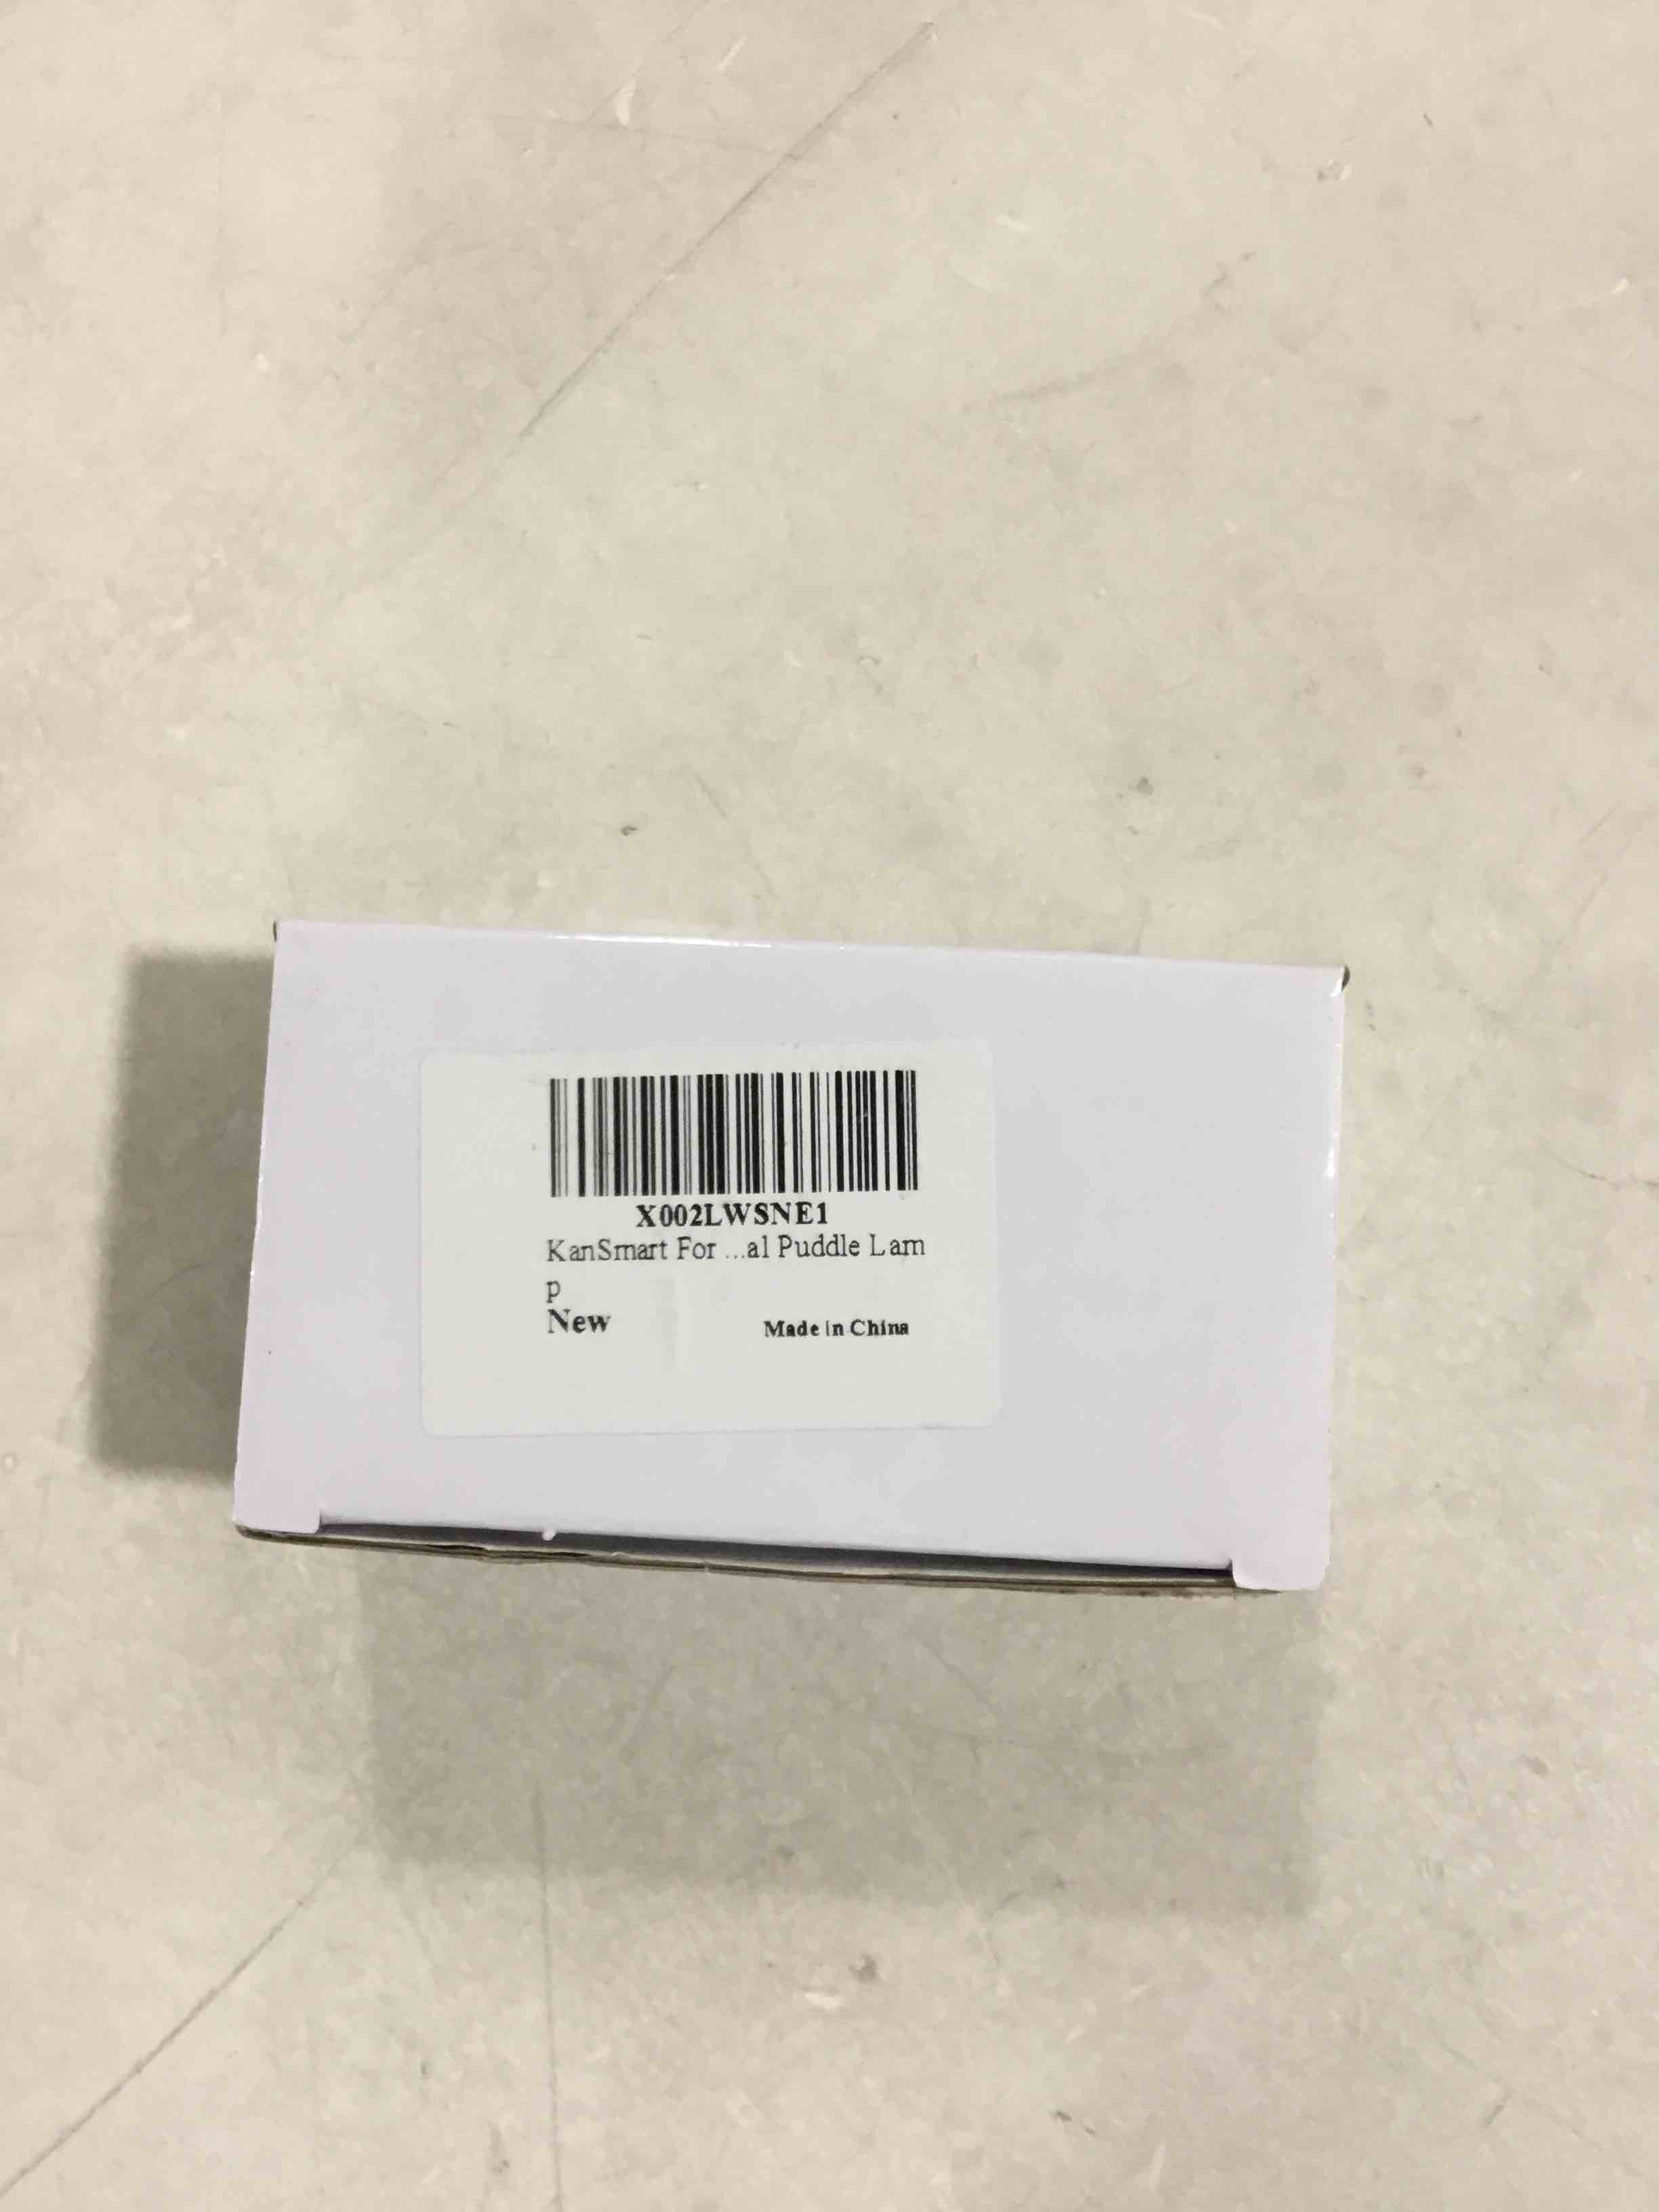 X002LWSNE1
KanSmart For ...al Puddle Lam
p
New
Made in China